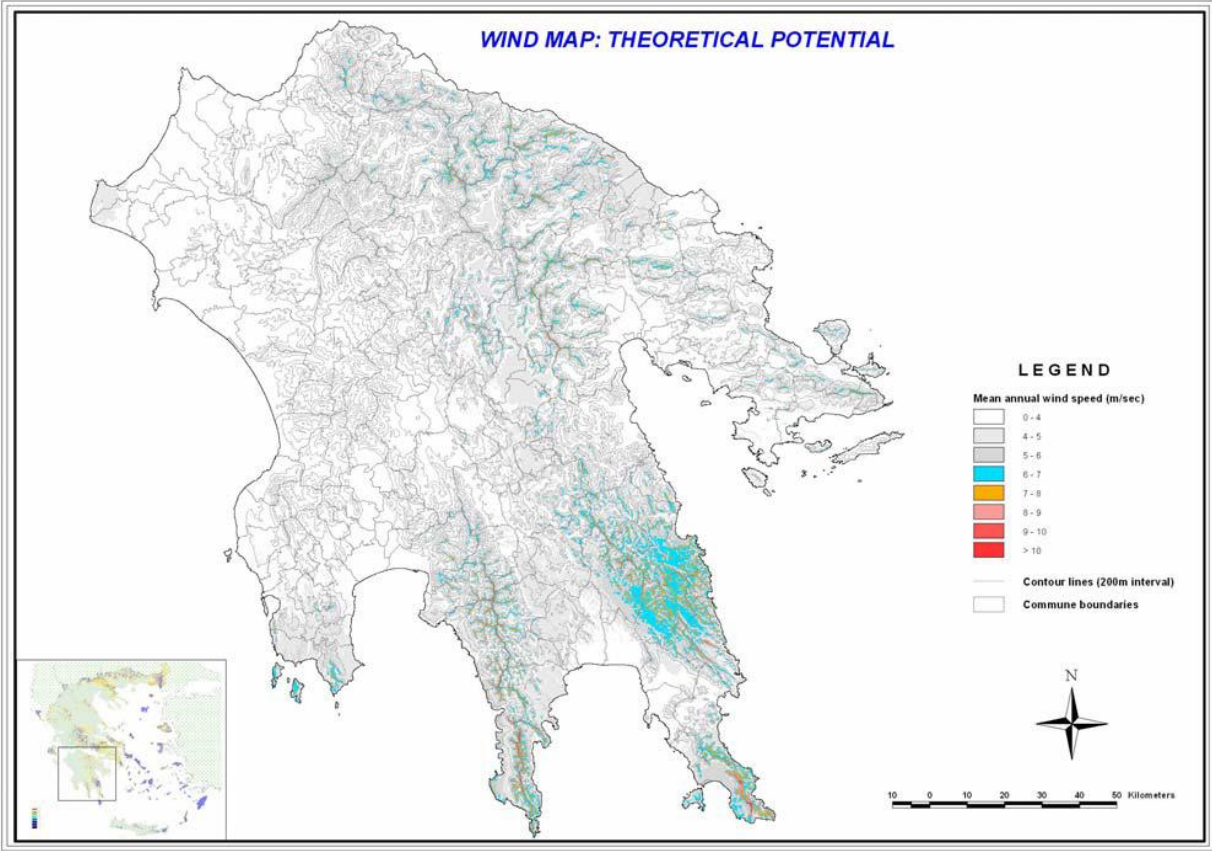 WIND MAP: THEORETICAL POTENTIAL
LEGEND
Mean annual wind speed (m/sec)
0 - 4
4 - 5
5 - 6
6 - 7
7 - 8
8 - 9
9 - 10
> 10
Contour lines (200m interval)
Commune boundaries
N
10 0 10 20 30 40 50 Kilometers